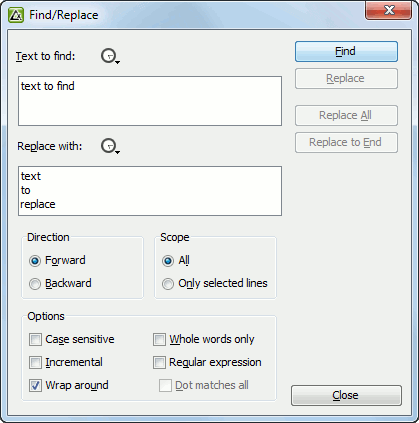 Find/Replace
Text to find:
Find
text to find
Replace
Replace All
Replace with:
Replace to End
text
to
replace
Direction
Scope
Forward
All
Backward
Only selected lines
Options
Case sensitive
Whole words only
Incremental
Regular expression
Wrap around
Dot matches all
Close